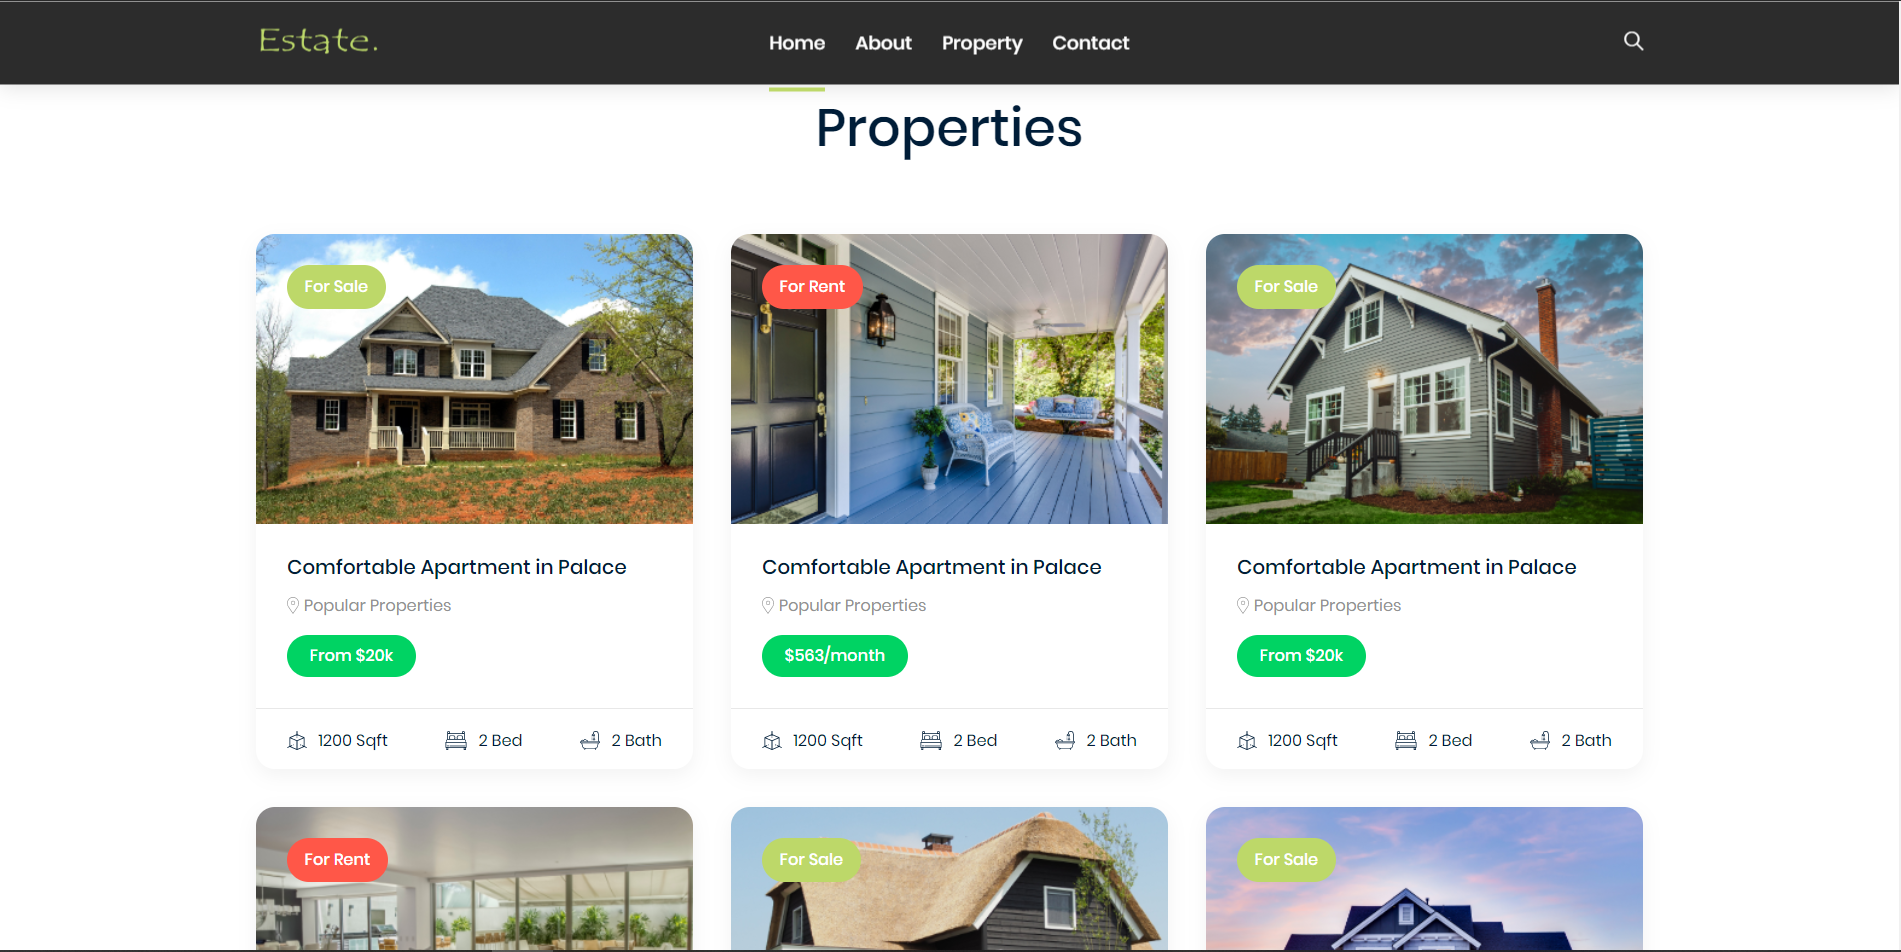 Estate.
Home About Property Contact
Properties
For Sale
For Rent
For Sale
Comfortable Apartment in Palace
Popular Properties
From $20k
1200 Sqft 2 Bed 2 Bath
Comfortable Apartment in Palace
Popular Properties
$563/month
1200 Sqft 2 Bed 2 Bath
Comfortable Apartment in Palace
Popular Properties
From $20k
1200 Sqft 2 Bed 2 Bath
For Rent
For Sale
For Sale